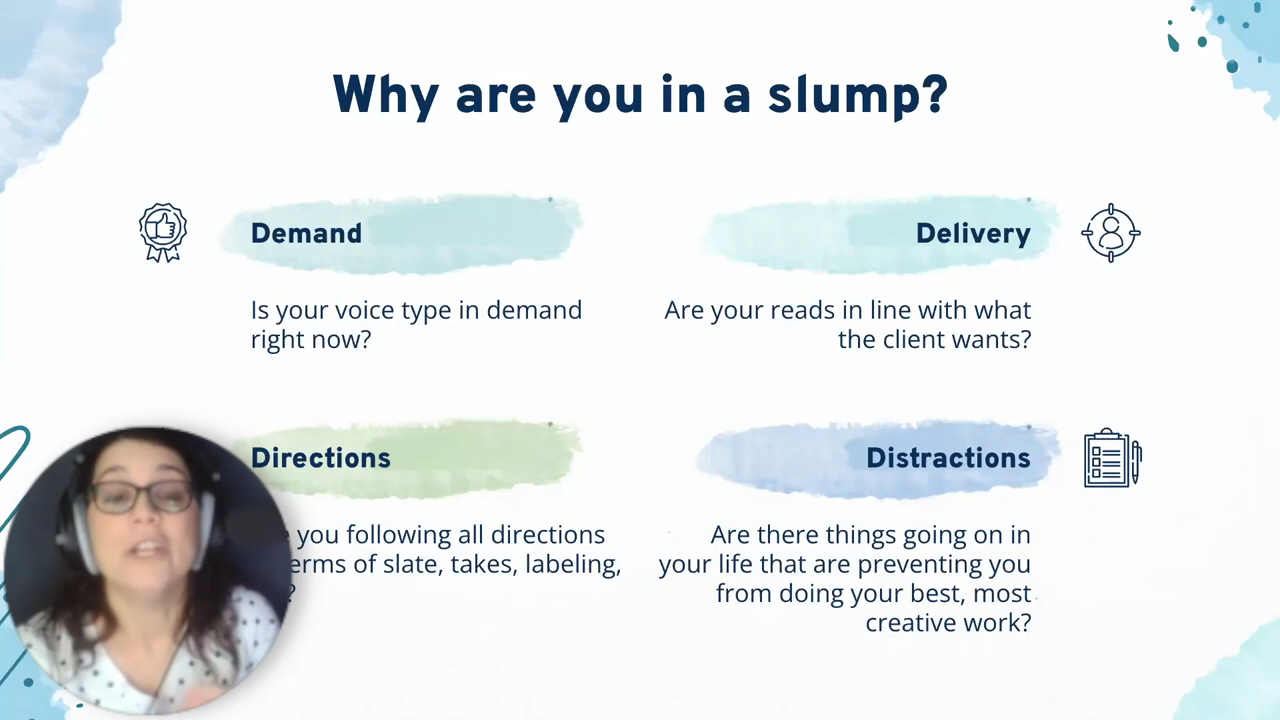 Why are you in a slump?
Demand
Is your voice type in demand
right now?
Delivery
Are your reads in line with what
the client wants?
Directions
you following all directions
erms of slate, takes, labeling,
?
Distractions
Are there things going on in
your life that are preventing you
from doing your best, most
creative work?